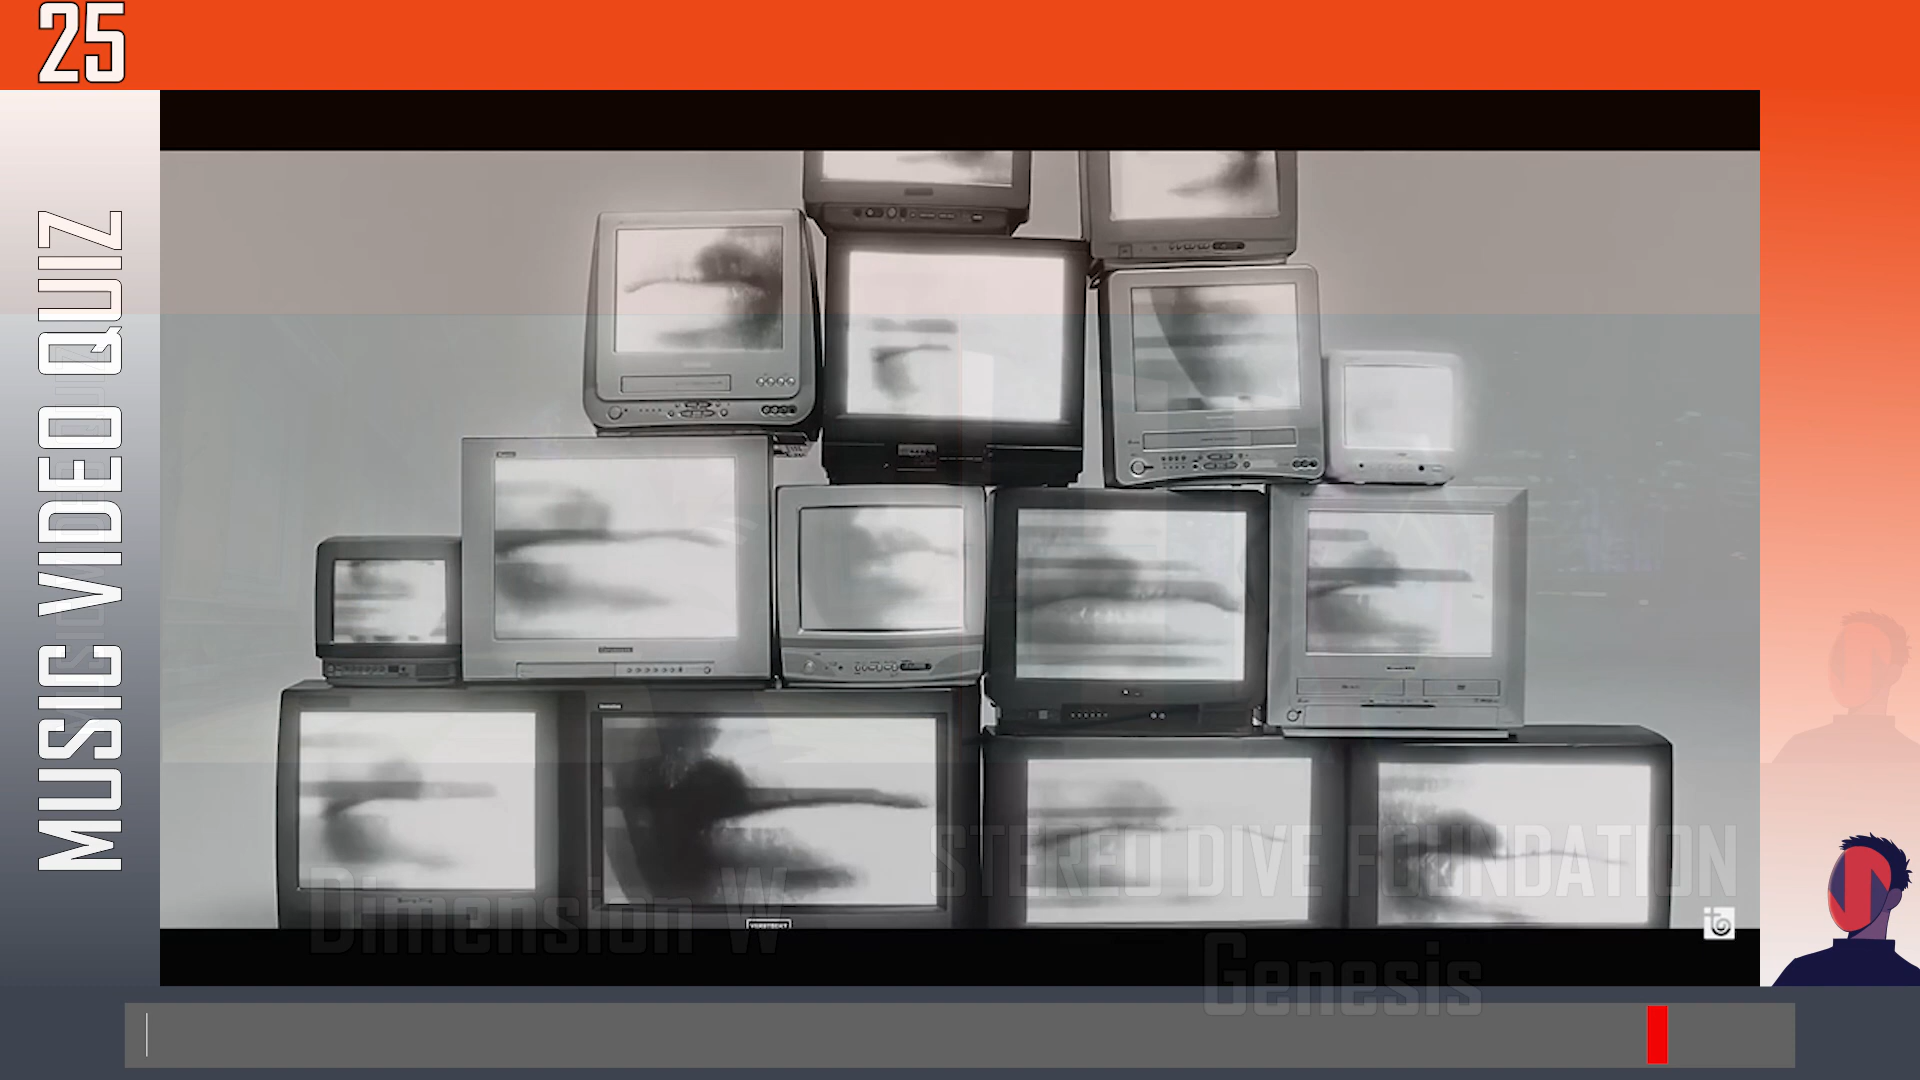 25
MUSIC VIDEO QUIZ
STEREO DIVE FOUNDATION
Dimension W
Genesis